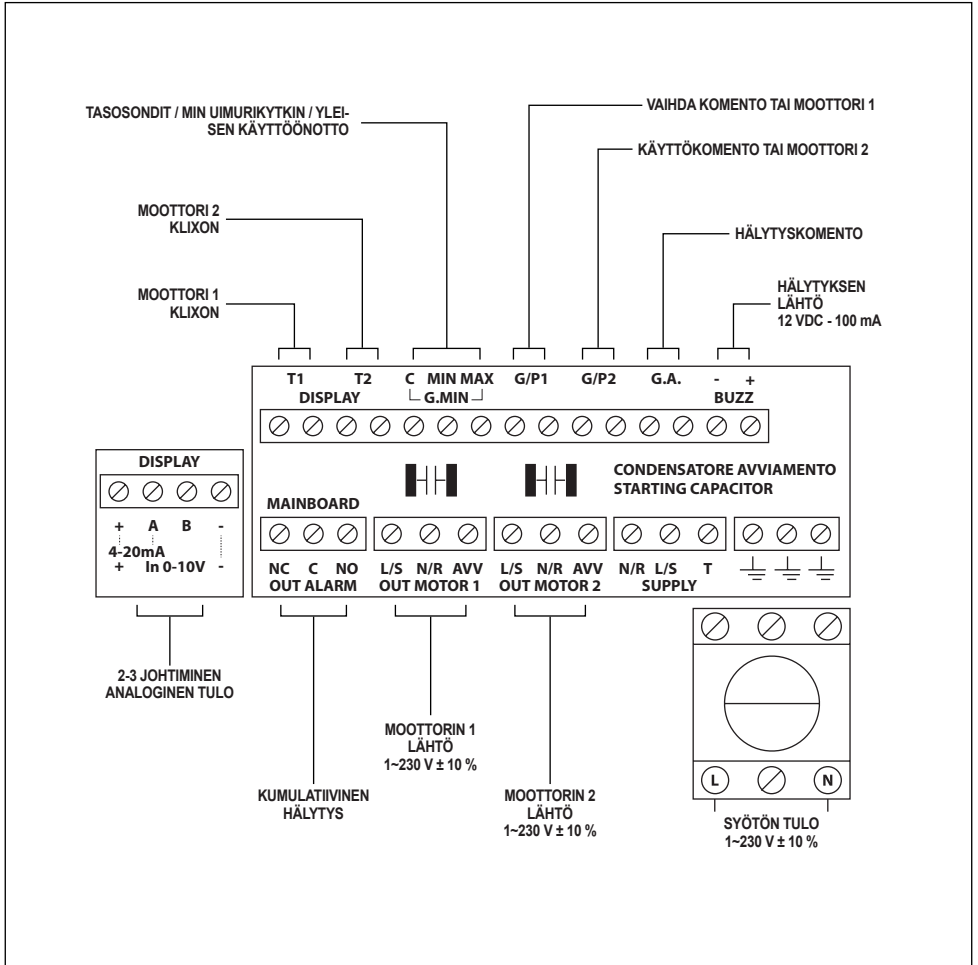 TASOSONDIT / MIN UIMURIKYTKIN / YLEI-
SEN KÄYTTÖÖNOTTO
MOOTTORI 2
KLIXON
MOOTTORI 1
KLIXON
VAIHDA KOMENTO TAI MOOTTORI 1
KÄYTTÖKOMENTO TAI MOOTTORI 2
HÄLYTYSKOMENTO
HÄLYTYKSEN
LÄHTÖ
12 VDC - 100 mA
T1 T2 C MIN MAX G/P1 G/P2 G.A. - +
DISPLAY G.MIN BUZZ
CONDENSATORE AVVIAMENTO
STARTING CAPACITOR
MAINBOARD
NC C NO L/S N/R AVV L/S N/R AVV N/R L/S T
OUT ALARM OUT MOTOR 1 OUT MOTOR 2 SUPPLY
DISPLAY
+ A B -
4-20mA
+ In 0-10V -
2-3 JOHTIMINEN
ANALOGINEN TULO
KUMULATIIVINEN
HÄLYTYS
MOOTTORIN 1
LÄHTÖ
1~230 V ± 10 %
MOOTTORIN 2
LÄHTÖ
1~230 V ± 10 %
L N
SYÖTÖN TULO
1~230 V ± 10 %